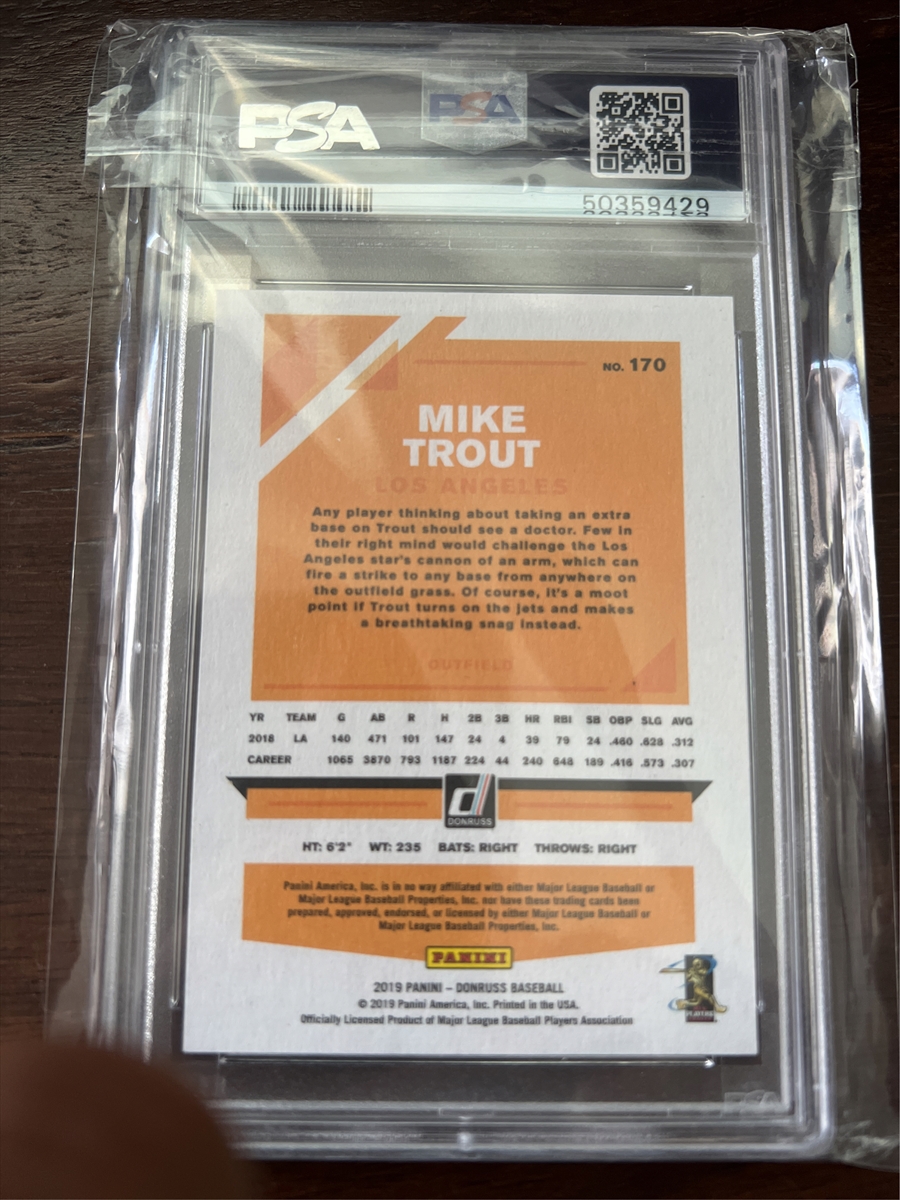 PSA
PSA
50359429
NO. 170
MIKE
TROUT
LOS ANGELES
Any player thinking about taking an extra
base on Trout should see a doctor. Few in
their right mind would challenge the Los
Angeles star's cannon of an arm, which can
fire a strike to any base from anywhere on
the outfield grass. Of course, it's a moot
point if Trout turns on the jets and makes
a breathtaking snag instead.
OUTFIELD
YR TEAM G AB R H 2B 3B HR RBI SB OBP SLG AVG
2018 LA 140 471 101 147 24 4 39 79 24 .460 .628 .312
CAREER 1065 3870 793 1187 224 44 240 648 189 .416 .573 .307
d
DONRUSS
HT: 6'2" WT: 235 BATS: RIGHT THROWS: RIGHT
Panini America, Inc. is in no way affiliated with either Major League Baseball or
Major League Baseball Properties, Inc. nor have these trading cards been
prepared, approved, endorsed, or licensed by either Major League Baseball or
Major League Baseball Properties, Inc.
PANINI
2019 PANINI – DONRUSS BASEBALL
© 2019 Panini America, Inc. Printed in the USA.
Officially Licensed Product of Major League Baseball Players Association
PLAYERS
PSA